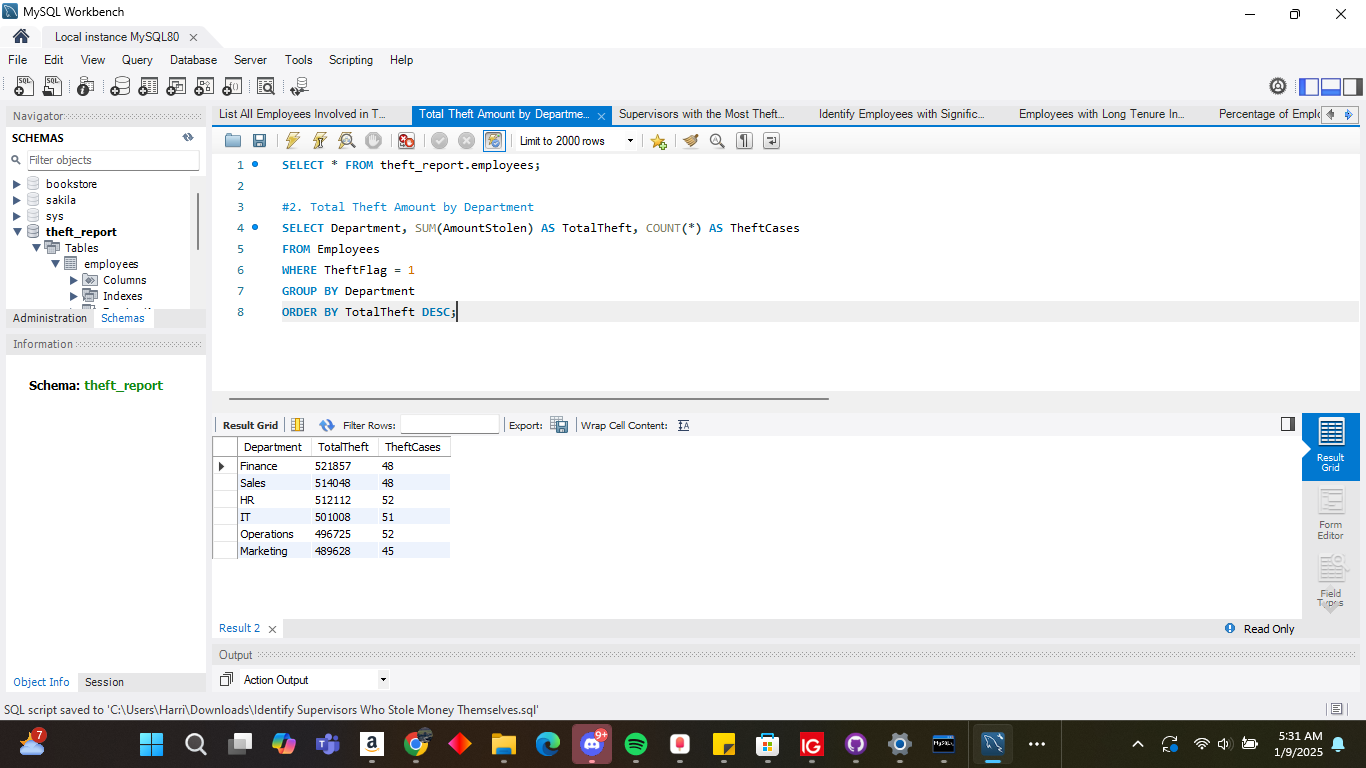 MySQL Workbench
Local instance MySQL80
File Edit View Query Database Server Tools Scripting Help
Navigator
SCHEMAS
Filter objects
bookstore
sakila
sys
theft_report
Tables
employees
Columns
Indexes
Administration Schemas
Information
Schema: theft_report
Object Info Session
List All Employees Involved in T... Total Theft Amount by Departme... Supervisors with the Most Theft... Identify Employees with Signific... Employees with Long Tenure In... Percentage of Emplo
Limit to 2000 rows
1 SELECT * FROM theft_report.employees;
2
3 #2. Total Theft Amount by Department
4 SELECT Department, SUM(AmountStolen) AS TotalTheft, COUNT(*) AS TheftCases
5 FROM Employees
6 WHERE TheftFlag = 1
7 GROUP BY Department
8 ORDER BY TotalTheft DESC;
Result Grid Filter Rows: Export: Wrap Cell Content:
Department TotalTheft TheftCases
Finance 521857 48
Sales 514048 48
HR 512112 52
IT 501008 51
Operations 496725 52
Marketing 489628 45
Result Grid
Form Editor
Field Types
Result 2
Read Only
Output
Action Output
SQL script saved to 'C:\Users\Harri\Downloads\Identify Supervisors Who Stole Money Themselves.sql'
7
9+
5:31 AM
1/9/2025